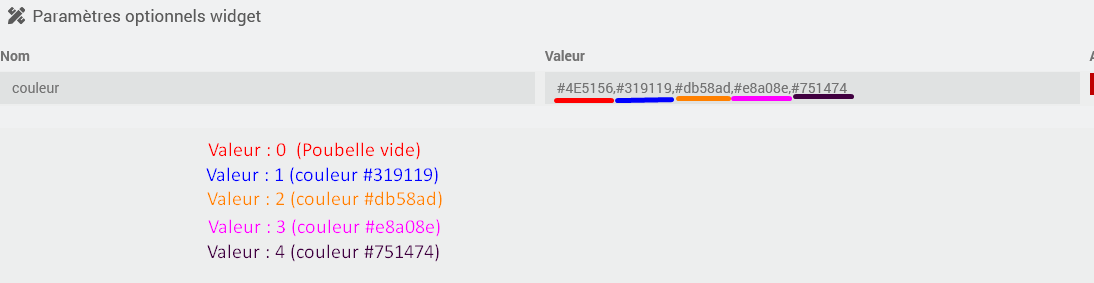 Paramètres optionnels widget
Nom Valeur
couleur #4E5156,#319119,#db58ad,#e8a08e,#751474
Valeur : 0 (Poubelle vide)
Valeur : 1 (couleur #319119)
Valeur : 2 (couleur #db58ad)
Valeur : 3 (couleur #e8a08e)
Valeur : 4 (couleur #751474)